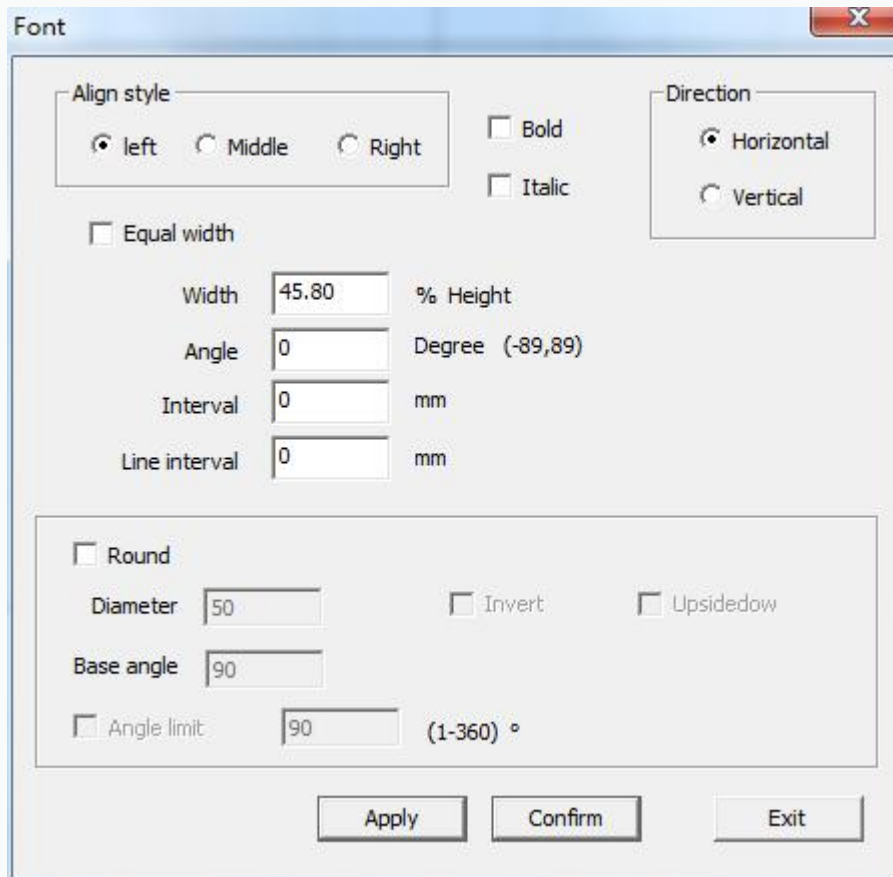 Font
Align style
left Middle Right
Bold
Italic
Direction
Horizontal
Vertical
Equal width
Width 45.80 % Height
Angle 0 Degree (-89,89)
Interval 0 mm
Line interval 0 mm
Round
Diameter 50 Invert Upsidedow
Base angle 90
Angle limit 90 (1-360) °
Apply Confirm Exit